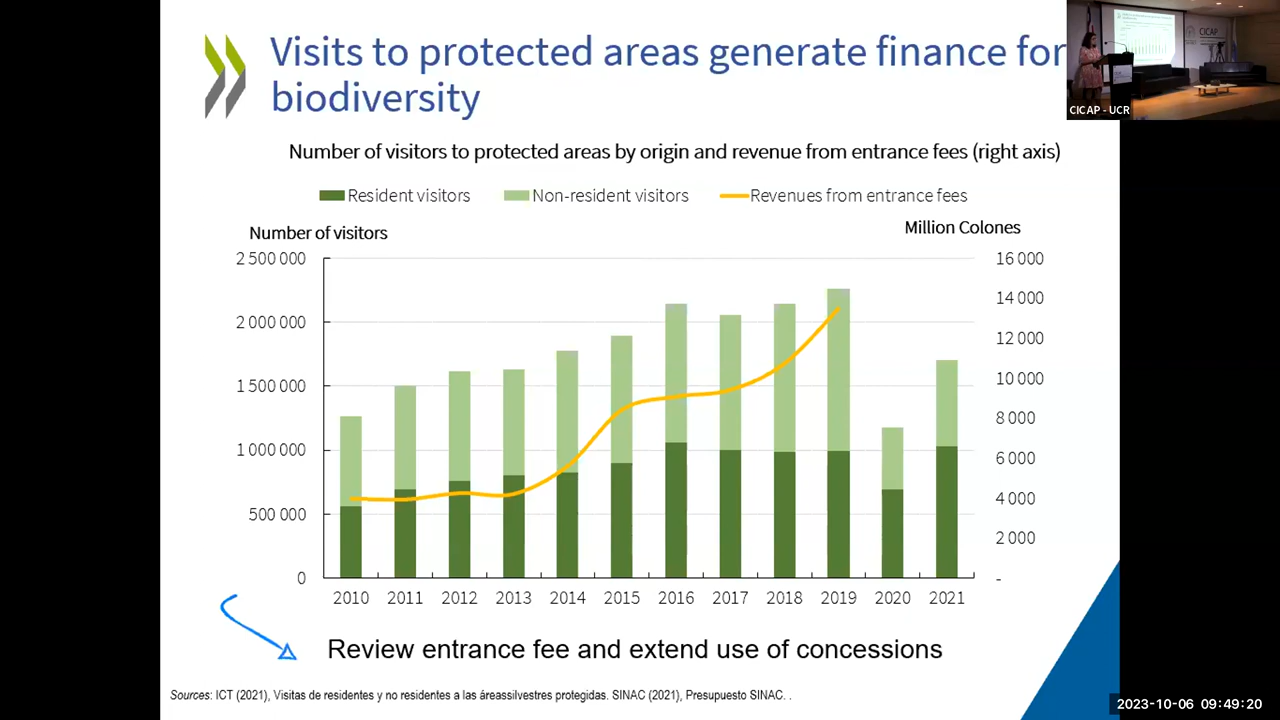 Visits to protected areas generate finance for
biodiversity
CICAP
CICAP - UCR
Number of visitors to protected areas by origin and revenue from entrance fees (right axis)
Resident visitors Non-resident visitors Revenues from entrance fees
Number of visitors Million Colones
2 500 000 16 000
14 000
2 000 000 12 000
1 500 000 10 000
8 000
1 000 000 6 000
500 000 4 000
2 000
0 -
2010 2011 2012 2013 2014 2015 2016 2017 2018 2019 2020 2021
Review entrance fee and extend use of concessions
Sources: ICT (2021), Visitas de residentes y no residentes a las áreassilvestres protegidas. SINAC (2021), Presupuesto SINAC. .
2023-10-06 09:49:20